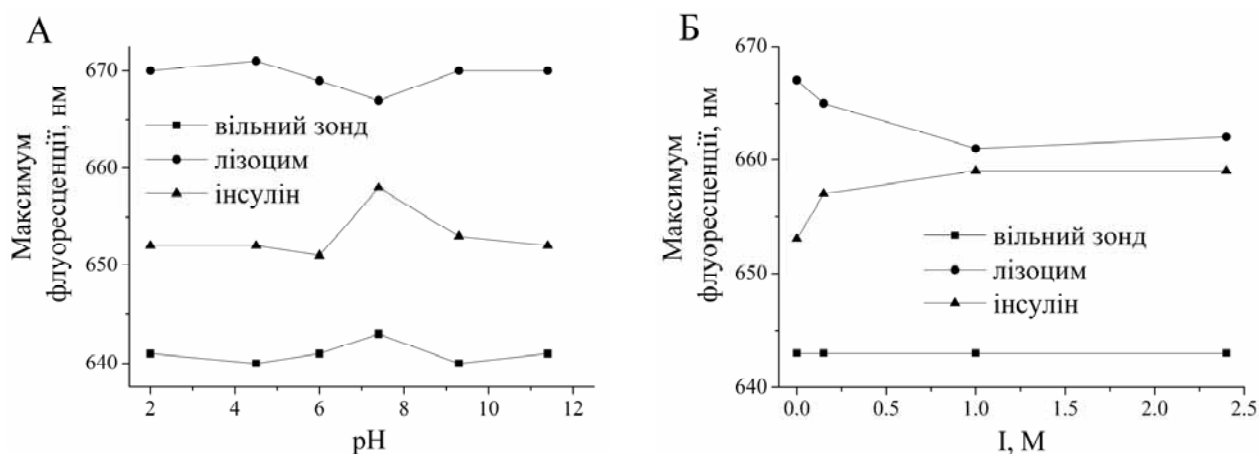 А
Максимум
флуоресценції, нм
670
660
650
640
вільний зонд
лізоцим
інсулін
2
4
6
8
10
12
pH
Б
Максимум
флуоресценції, нм
670
660
650
640
вільний зонд
лізоцим
інсулін
0.0
0.5
1.0
1.5
2.0
2.5
I, M